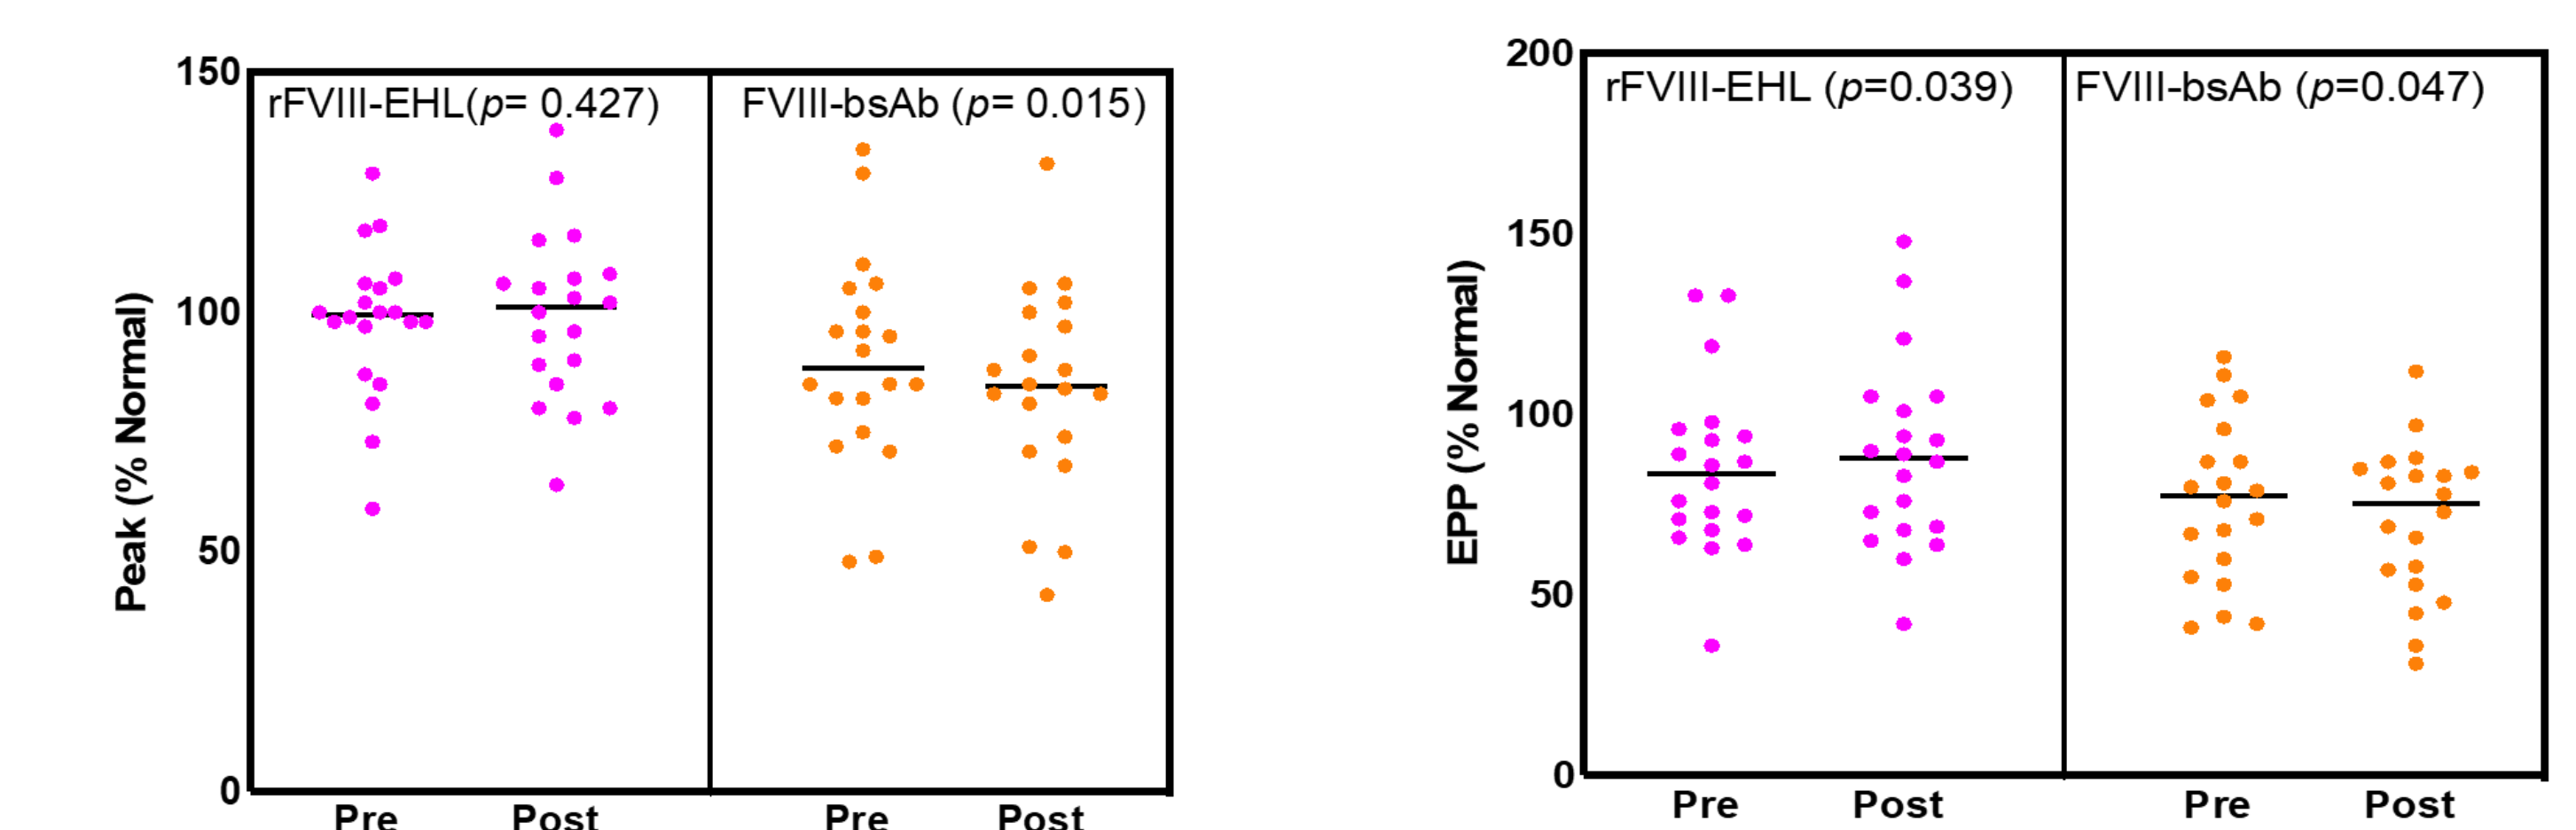 150
rFVIII-EHL(p= 0.427)
FVIII-bsAb (p= 0.015)
100
50
0
Peak (% Normal)
Pre
Post
Pre
Post
200
rFVIII-EHL (p=0.039)
FVIII-bsAb (p=0.047)
150
100
50
0
EPP (% Normal)
Pre
Post
Pre
Post